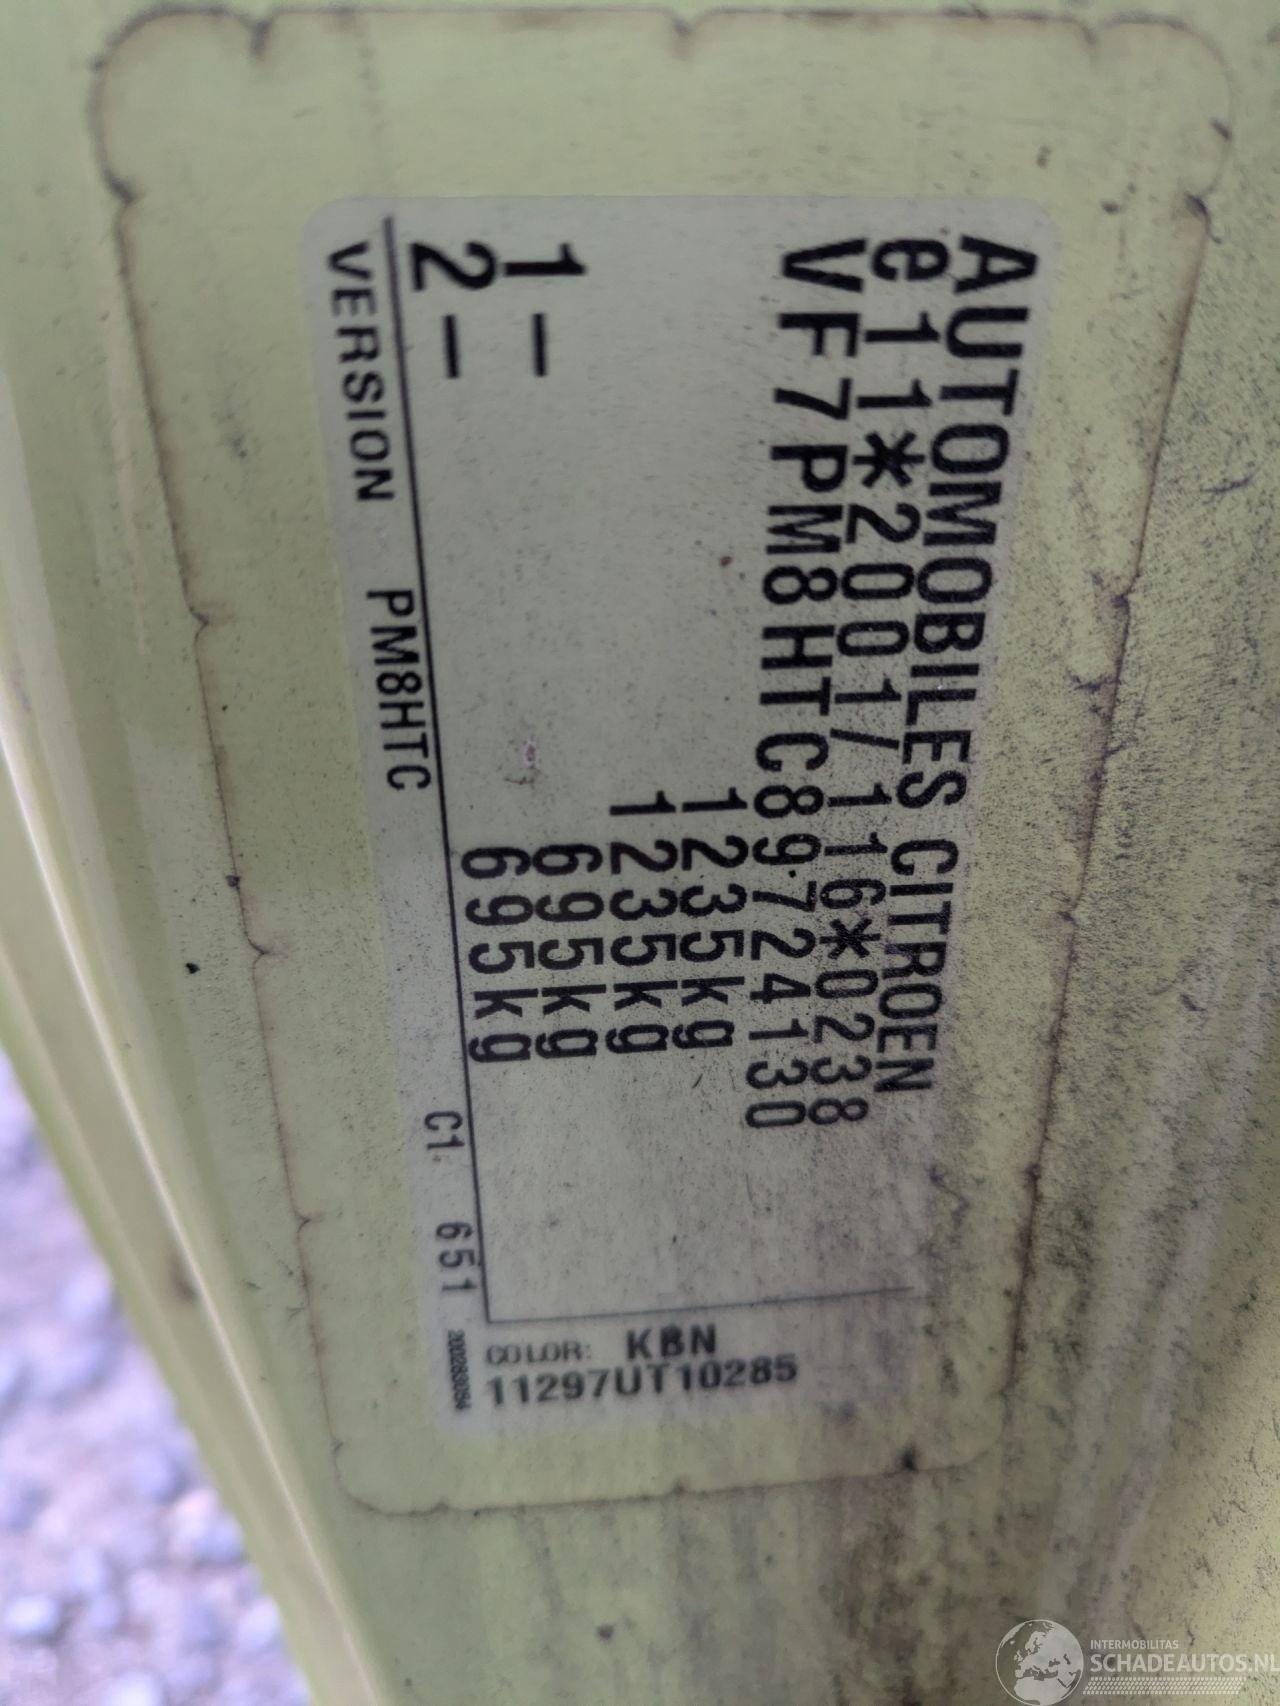 AUTOMOBILES CITROEN
e11*2001/116*0238
VF7PM8HTC89724130
1235kg
1235kg
1- 695kg
2- 695kg
VERSION PM8HTC C1 651
COLOR: KBN
11297UT10285
INTERMOBILITAS
SCHADEAUTOS.NL